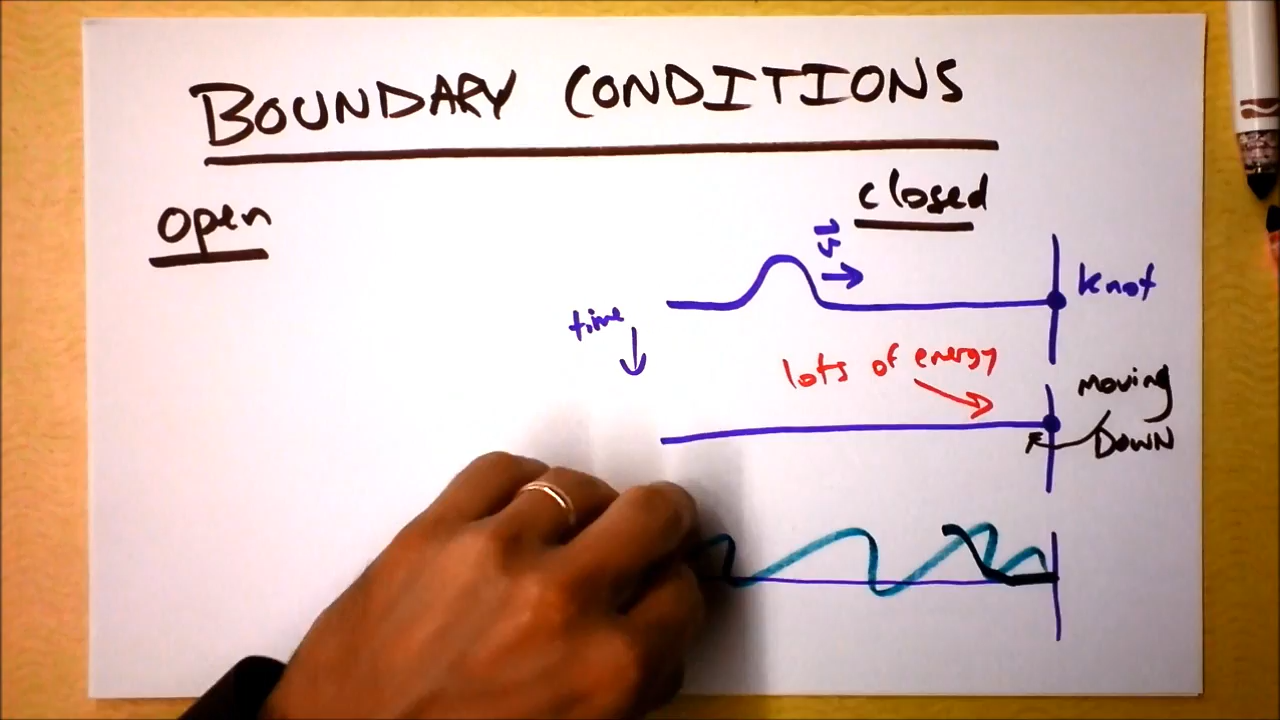 BOUNDARY CONDITIONS
open
closed
v
knot
time
lots of energy
moving
DOWN